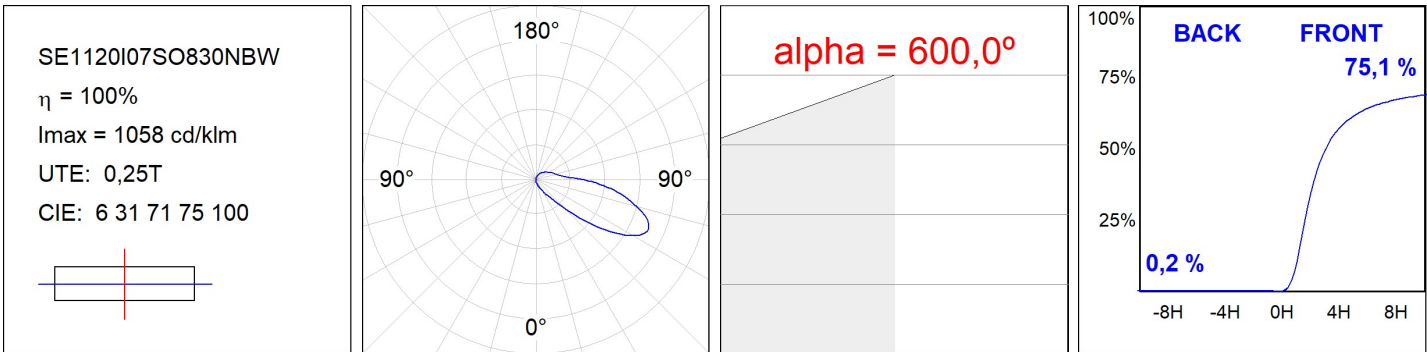 SE1120I07SO830NBW
η = 100%
Imax = 1058 cd/klm
UTE: 0,25T
CIE: 6 31 71 75 100
180°
90°
90°
0°
alpha = 600,0º
100%
BACK
FRONT
75,1 %
75%
50%
25%
0,2 %
-8H
-4H
0H
4H
8H